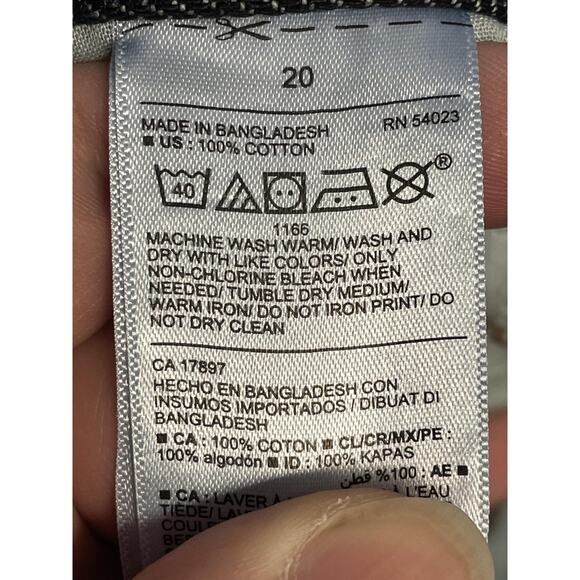 20
MADE IN BANGLADESH RN 54023
■ US : 100% COTTON
40 ®
1166
MACHINE WASH WARM/ WASH AND
DRY WITH LIKE COLORS/ ONLY
NON-CHLORINE BLEACH WHEN
NEEDED/ TUMBLE DRY MEDIUM/
WARM IRON/ DO NOT IRON PRINT/ DO
NOT DRY CLEAN
CA 17897
HECHO EN BANGLADESH CON
INSUMOS IMPORTADOS / DIBUAT DI
BANGLADESH
■ CA : 100% COTON ■ CL/CR/MX/PE :
100% algodón ■ ID : 100% KAPAS
■ AE : 100% قطن
■ CA : LAVER À L'EAU
TIÈDE/